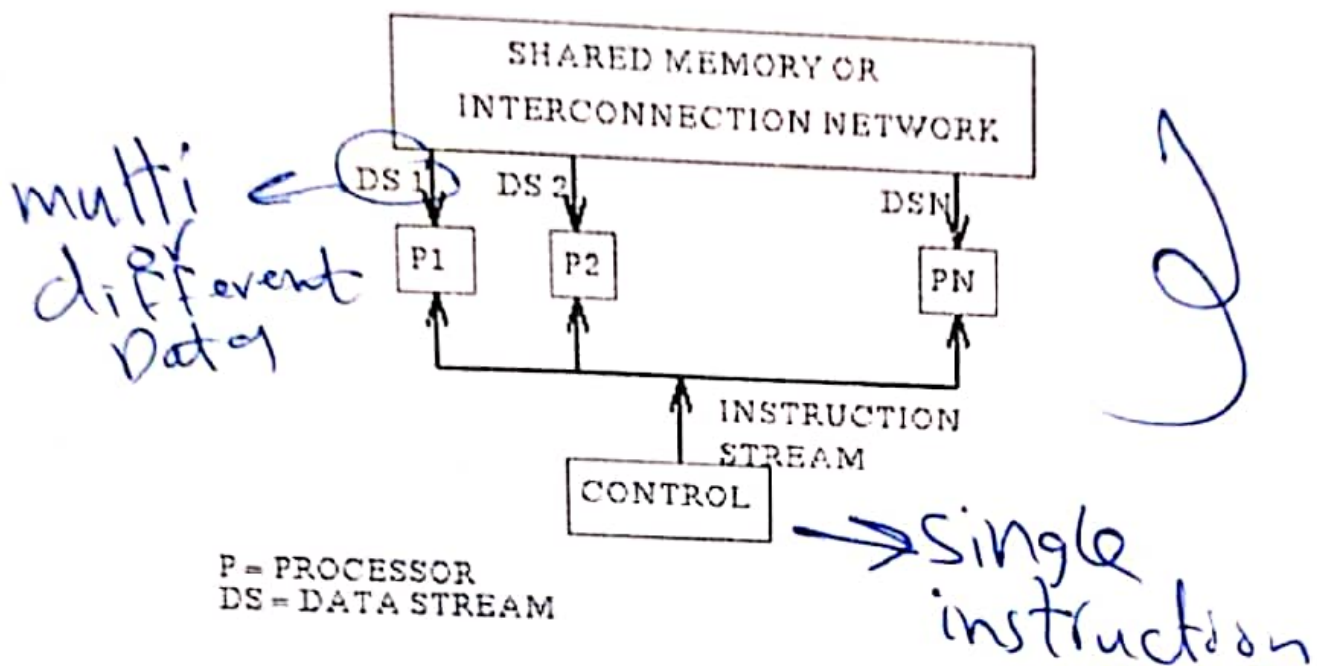 SHARED MEMORY OR
INTERCONNECTION NETWORK
multi
or
different
Data
DS 1
DS 2
DSN
P1
P2
PN
INSTRUCTION
STREAM
CONTROL
single
instruction
P = PROCESSOR
DS = DATA STREAM